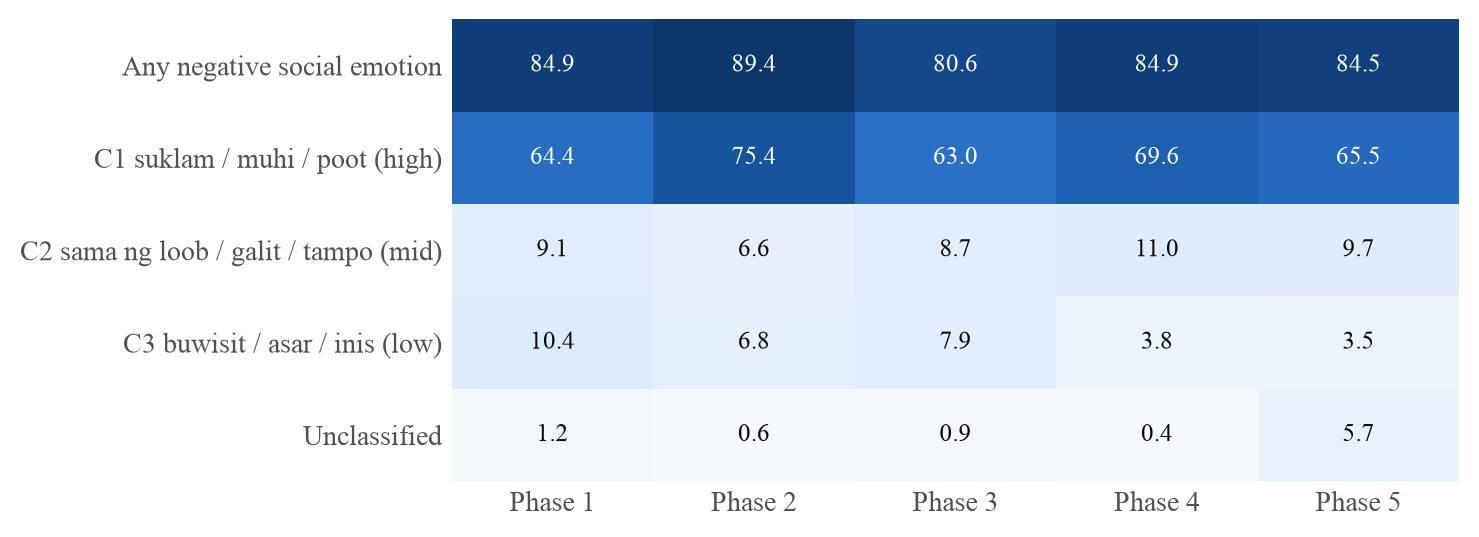 Any negative social emotion 84.9 89.4 80.6 84.9 84.5
C1 suklam / muhi / poot (high) 64.4 75.4 63.0 69.6 65.5
C2 sama ng loob / galit / tampo (mid) 9.1 6.6 8.7 11.0 9.7
C3 buwisit / asar / inis (low) 10.4 6.8 7.9 3.8 3.5
Unclassified 1.2 0.6 0.9 0.4 5.7
Phase 1 Phase 2 Phase 3 Phase 4 Phase 5